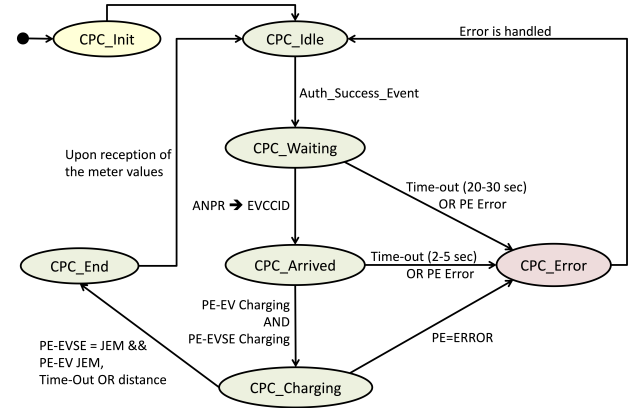 CPC_Init
CPC_Idle
Error is handled
Auth_Success_Event
CPC_Waiting
Upon reception of
the meter values
Time-out (20-30 sec)
OR PE Error
ANPR ➔ EVCCID
CPC_End
CPC_Arrived
Time-out (2-5 sec)
OR PE Error
CPC_Error
PE-EV Charging
AND
PE-EVSE Charging
PE=ERROR
PE-EVSE = JEM &&
PE-EV JEM,
Time-Out OR distance
CPC_Charging